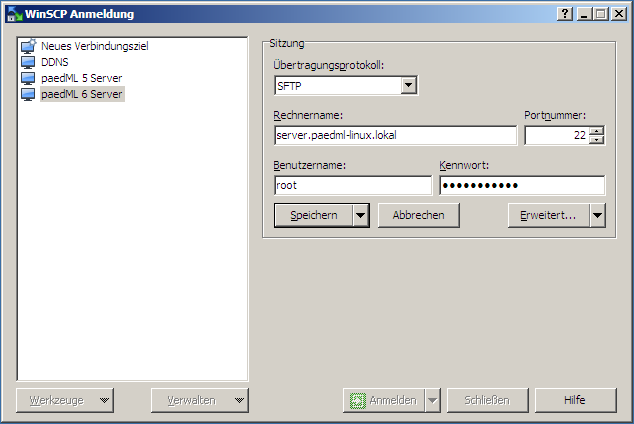 WinSCP Anmeldung
Neues Verbindungsziel
DDNS
paedML 5 Server
paedML 6 Server
Sitzung
Übertragungsprotokoll:
SFTP
Rechnername: Portnummer:
server.paedml-linux.lokal 22
Benutzername: Kennwort:
root ●●●●●●●●●●●
Speichern Abbrechen Erweitert...
Werkzeuge Verwalten Anmelden Schließen Hilfe